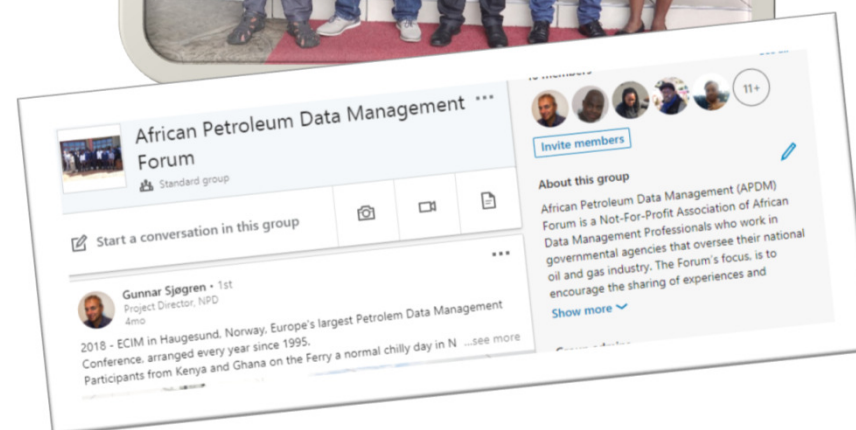 African Petroleum Data Management
Forum
Standard group
Start a conversation in this group
Gunnar Sjøgren • 1st
Project Director, NPD
4mo
2018 - ECIM in Haugesund, Norway, Europe's largest Petrolem Data Management
Conference, arranged every year since 1995.
Participants from Kenya and Ghana on the Ferry a normal chilly day in N ...see more
members
11+
Invite members
About this group
African Petroleum Data Management (APDM)
Forum is a Not-For-Profit Association of African
Data Management Professionals who work in
governmental agencies that oversee their national
oil and gas industry. The Forum's focus, is to
encourage the sharing of experiences and
Show more